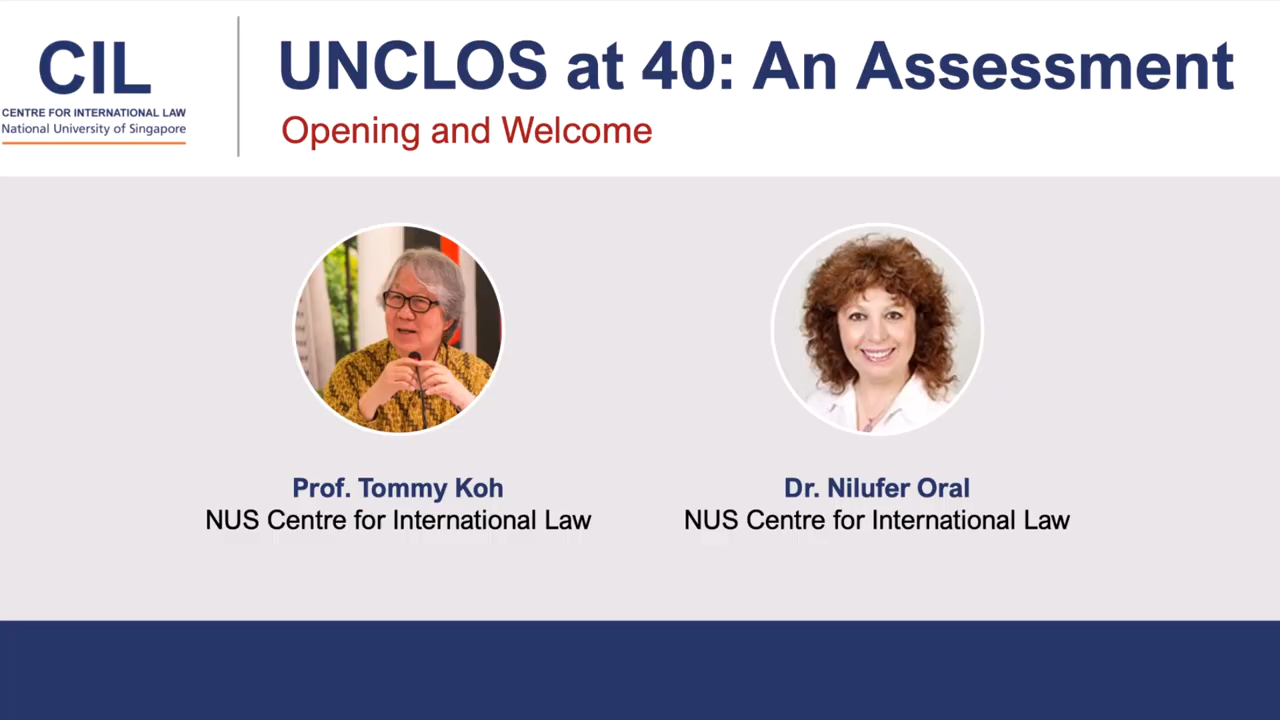 CIL
CENTRE FOR INTERNATIONAL LAW
National University of Singapore
UNCLOS at 40: An Assessment
Opening and Welcome
Prof. Tommy Koh
NUS Centre for International Law
Dr. Nilufer Oral
NUS Centre for International Law